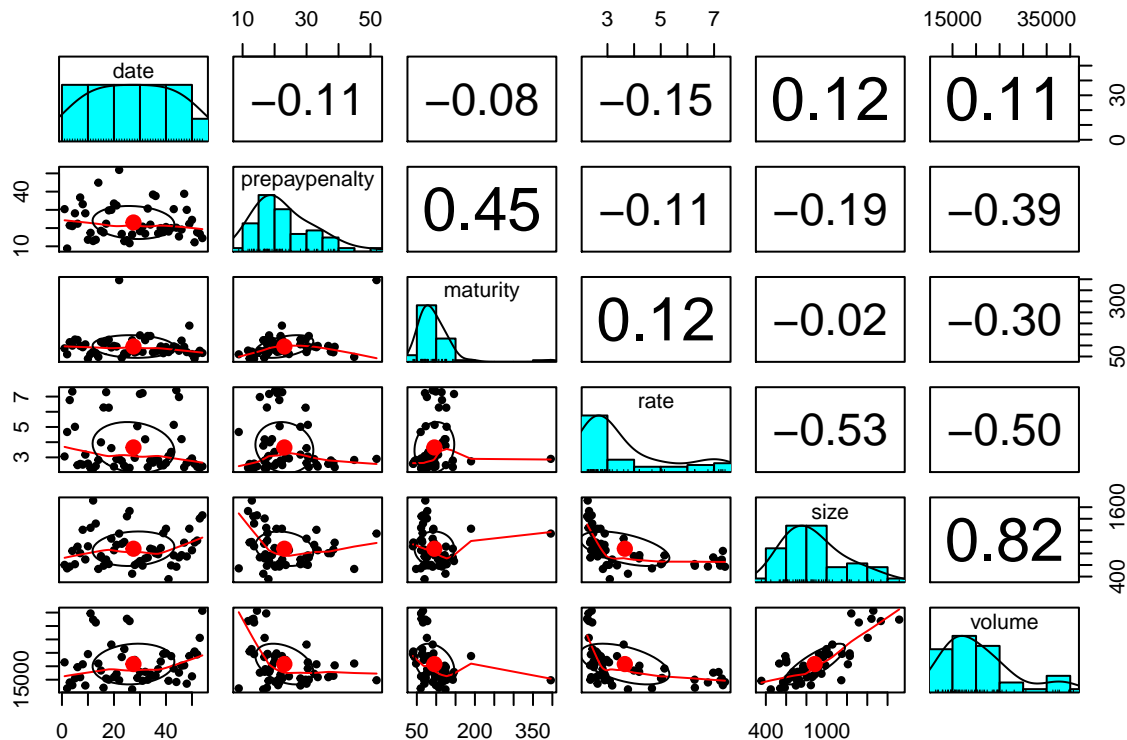 10 30 50 3 5 7 15000 35000
date −0.11 −0.08 −0.15 0.12 0.11 0 30
10 40 prepaypenalty 0.45 −0.11 −0.19 −0.39
maturity 0.12 −0.02 −0.30 50 300
3 5 7 rate −0.53 −0.50
size 0.82 400 1600
15000 volume
0 20 40 50 200 350 400 1000